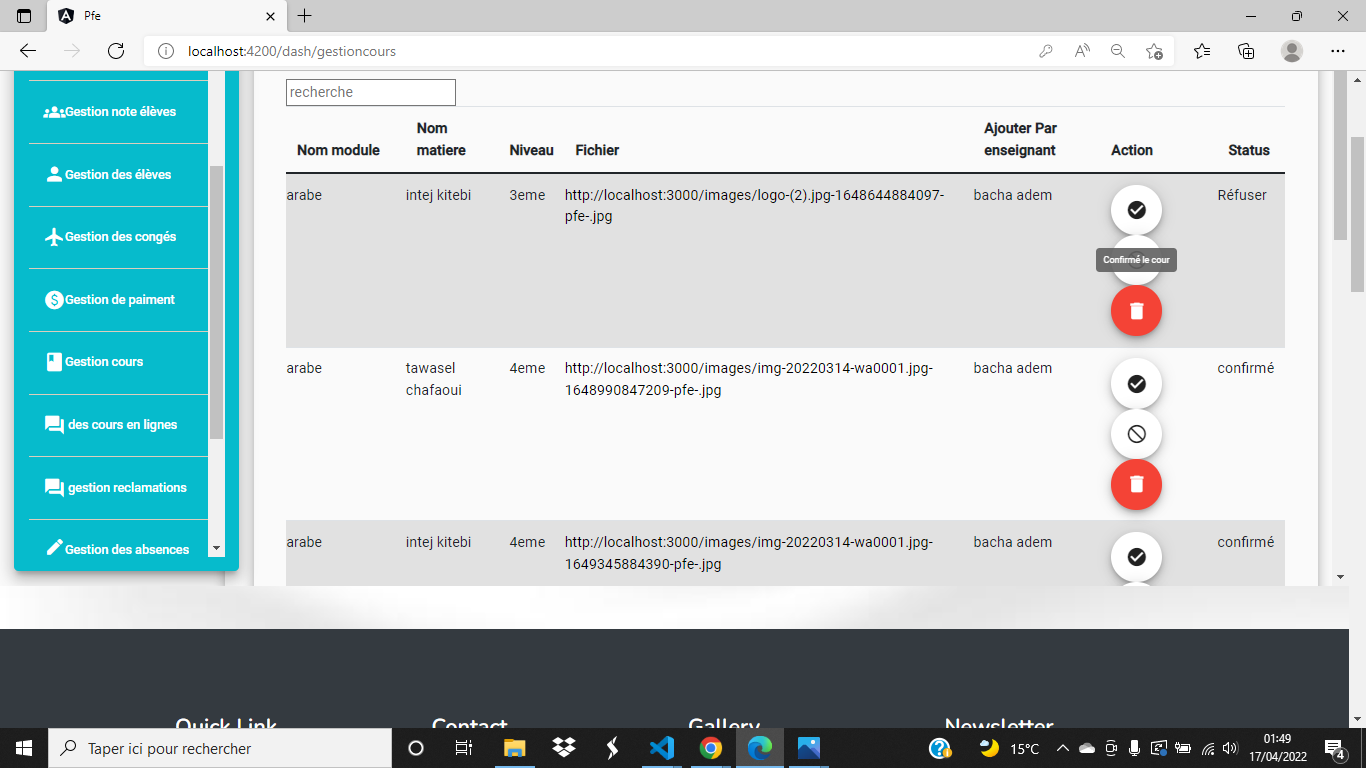 Pfe
localhost:4200/dash/gestioncours
Gestion note élèves
Gestion des élèves
Gestion des congés
Gestion de paiment
Gestion cours
des cours en lignes
gestion reclamations
Gestion des absences
recherche
Nom module
Nom
matiere
Niveau
Fichier
Ajouter Par
enseignant
Action
Status
arabe
intej kitebi
3eme
http://localhost:3000/images/logo-(2).jpg-1648644884097-
pfe-.jpg
bacha adem
Confirmé le cour
Réfuser
arabe
tawasel
chafaoui
4eme
http://localhost:3000/images/img-20220314-wa0001.jpg-
1648990847209-pfe-.jpg
bacha adem
confirmé
arabe
intej kitebi
4eme
http://localhost:3000/images/img-20220314-wa0001.jpg-
1649345884390-pfe-.jpg
bacha adem
confirmé
Quick Link
Contact
Gallery
Newsletter
Taper ici pour rechercher
15°C
01:49
17/04/2022
4